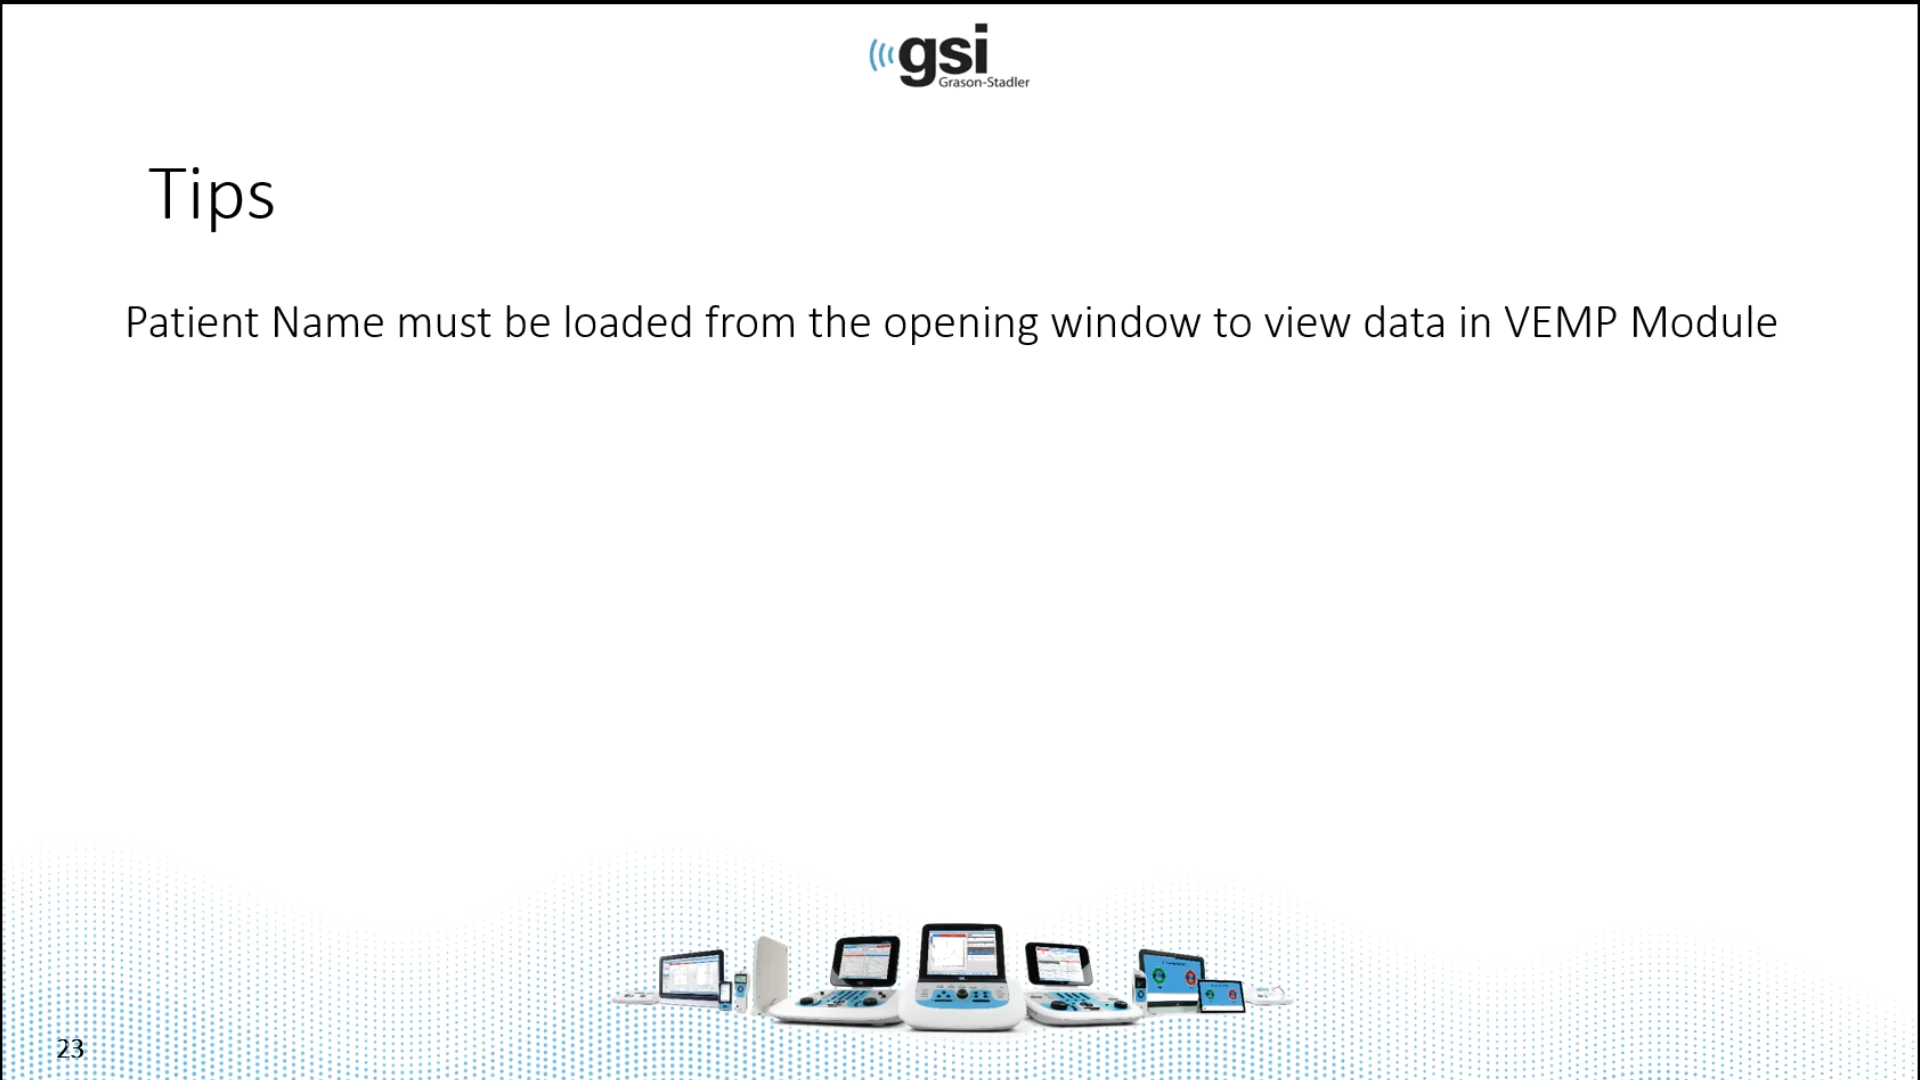 gsi
Grason-Stadler
Tips
Patient Name must be loaded from the opening window to view data in VEMP Module
23